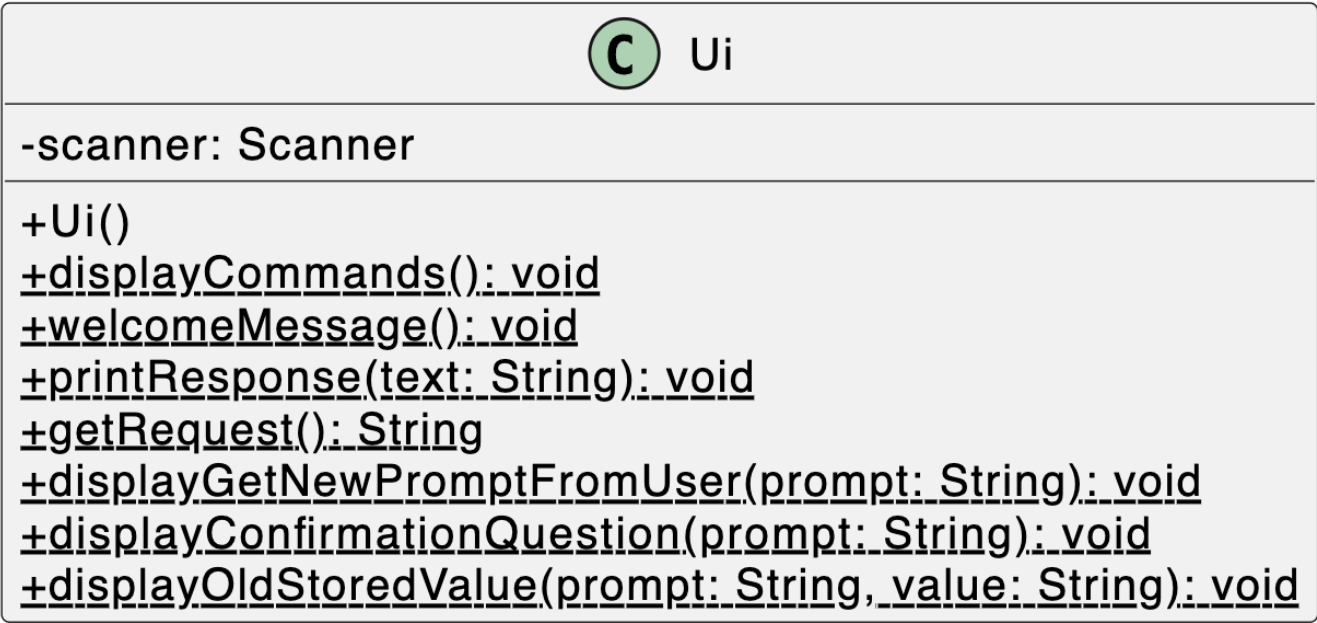 C Ui
-scanner: Scanner
+Ui()
+displayCommands(): void
+welcomeMessage(): void
+printResponse(text: String): void
+getRequest(): String
+displayGetNewPromptFromUser(prompt: String): void
+displayConfirmationQuestion(prompt: String): void
+displayOldStoredValue(prompt: String, value: String): void